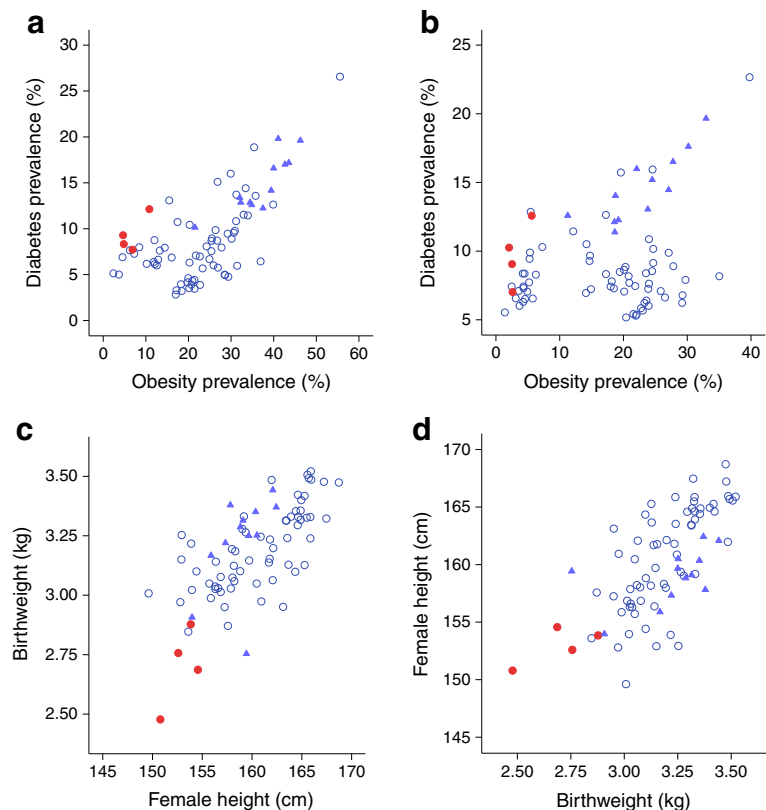 a
30
25
20
15
10
5
0
Diabetes prevalence (%)
0 10 20 30 40 50 60
Obesity prevalence (%)
b
25
20
15
10
5
Diabetes prevalence (%)
0 10 20 30 40
Obesity prevalence (%)
c
3.50
3.25
3.00
2.75
2.50
Birthweight (kg)
145 150 155 160 165 170
Female height (cm)
d
170
165
160
155
150
145
Female height (cm)
2.50 2.75 3.00 3.25 3.50
Birthweight (kg)